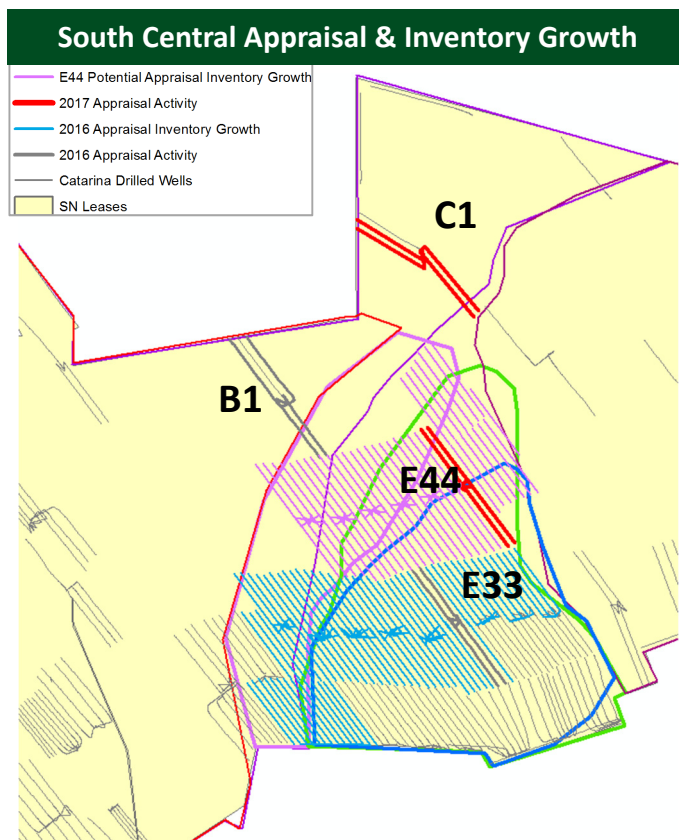 South Central Appraisal & Inventory Growth
E44 Potential Appraisal Inventory Growth
2017 Appraisal Activity
2016 Appraisal Inventory Growth
2016 Appraisal Activity
Catarina Drilled Wells
SN Leases
C1
B1
E44
E33